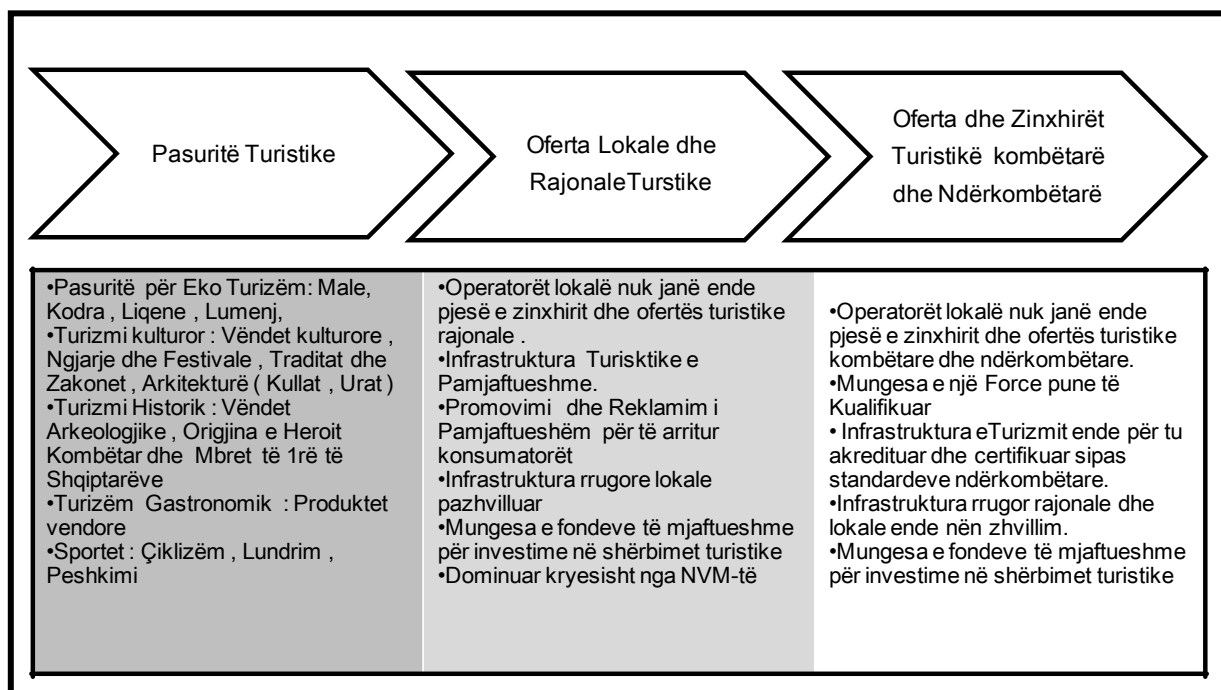 Pasuritë Turistike
Oferta Lokale dhe
RajonaleTurstike
Oferta dhe Zinxhirët
Turistikë kombëtarë
dhe Ndërkombëtarë
•Pasuritë për Eko Turizëm: Male,
Kodra , Liqene , Lumenj,
•Turizmi kulturor : Vëndet kulturore ,
Ngjarje dhe Festivale , Traditat dhe
Zakonet , Arkitekturë ( Kullat , Urat )
•Turizmi Historik : Vëndet
Arkeologjike , Origjina e Heroit
Kombëtar dhe Mbret të 1rë të
Shqiptarëve
•Turizëm Gastronomik : Produktet
vendore
•Sportet : Çiklizëm , Lundrim ,
Peshkimi
•Operatorët lokalë nuk janë ende
pjesë e zinxhirit dhe ofertës turistike
rajonale .
•Infrastruktura Turisktike e
Pamjaftueshme.
•Promovimi dhe Reklamim i
Pamjaftueshëm për të arritur
konsumatorët
•Infrastruktura rrugore lokale
pazhvilluar
•Mungesa e fondeve të mjaftueshme
për investime në shërbimet turistike
•Dominuar kryesisht nga NVM-të
•Operatorët lokalë nuk janë ende
pjesë e zinxhirit dhe ofertës turistike
kombëtare dhe ndërkombëtare.
•Mungesa e një Force pune të
Kualifikuar
• Infrastruktura eTurizmit ende për tu
akredituar dhe certifikuar sipas
standardeve ndërkombëtare.
•Infrastruktura rrugor rajonale dhe
lokale ende nën zhvillim.
•Mungesa e fondeve të mjaftueshme
për investime në shërbimet turistike